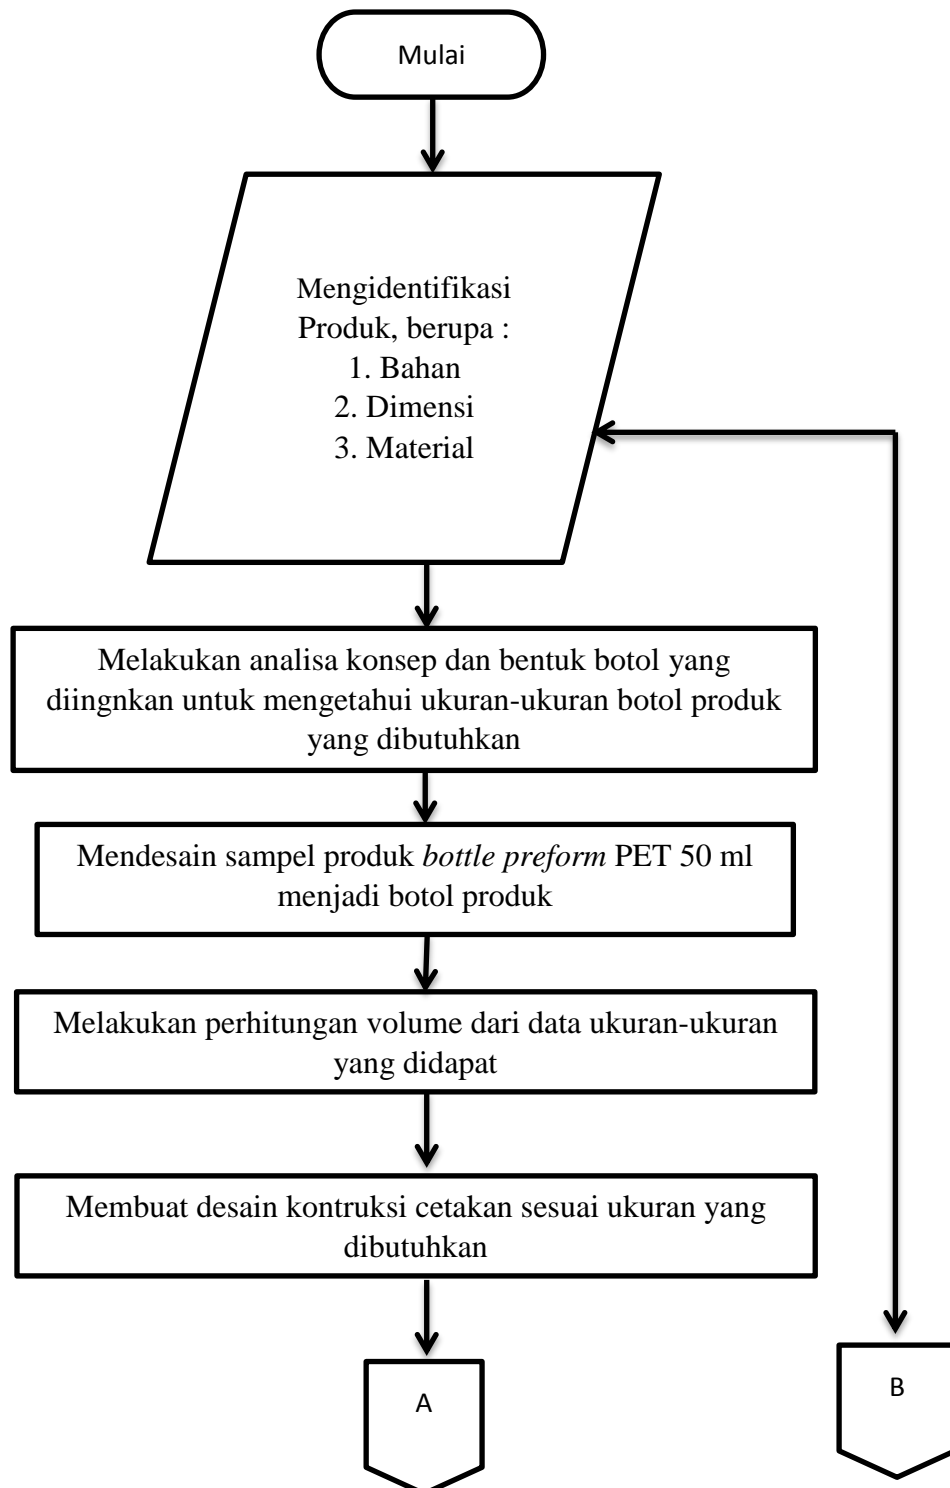 Mulai
Mengidentifikasi
Produk, berupa :
1. Bahan
2. Dimensi
3. Material
Melakukan analisa konsep dan bentuk botol yang
diingnkan untuk mengetahui ukuran-ukuran botol produk
yang dibutuhkan
Mendesain sampel produk bottle preform PET 50 ml
menjadi botol produk
Melakukan perhitungan volume dari data ukuran-ukuran
yang didapat
Membuat desain kontruksi cetakan sesuai ukuran yang
dibutuhkan
A
B